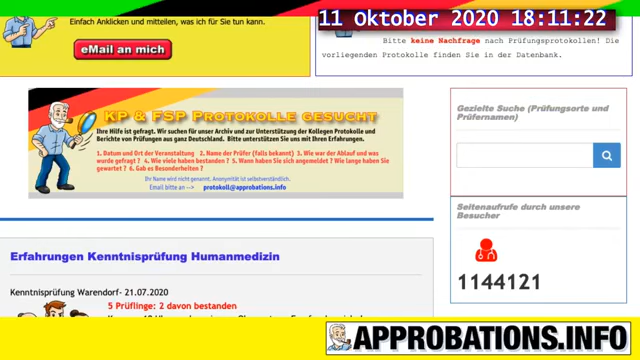 Einfach Anklicken und mitteilen, was ich für Sie tun kann.
eMail an mich
11 Oktober 2020 18:11:22
Bitte keine Nachfrage nach Prüfungsprotokollen! Die
vorliegenden Protokolle finden Sie in der Datenbank.
KP & FSP Protokolle gesucht
Ihre Hilfe ist gefragt. Wir suchen für unser Archiv und zur Unterstützung der Kollegen Protokolle und
Berichte von Prüfungen aus ganz Deutschland. Bitte unterstützen Sie uns mit Ihren Erfahrungen.
1. Datum und Ort der Veranstaltung 2. Name der Prüfer (falls bekannt) 3. Wie war der Ablauf und was
wurde gefragt ? 4. Wie viele haben bestanden ? 5. Wann haben Sie sich angemeldet ? Wie lange haben Sie
gewartet ? 6. Gab es Besonderheiten ?
Ihr Name wird nicht genannt. Anonymität ist selbstverständlich.
Email bitte an --> protokoll@approbations.info
Gezielte Suche (Prüfungsorte und
Prüfernamen)
Seitenaufrufe durch unsere
Besucher
1144121
Erfahrungen Kenntnisprüfung Humanmedizin
Kenntnisprüfung Warendorf- 21.07.2020
5 Prüflinge: 2 davon bestanden
APPROBATIONS.INFO